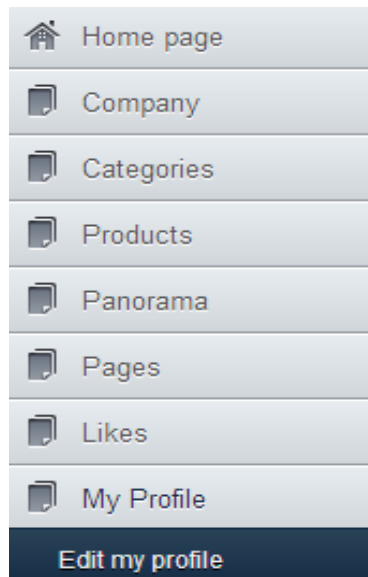 Home page
Company
Categories
Products
Panorama
Pages
Likes
My Profile
Edit my profile